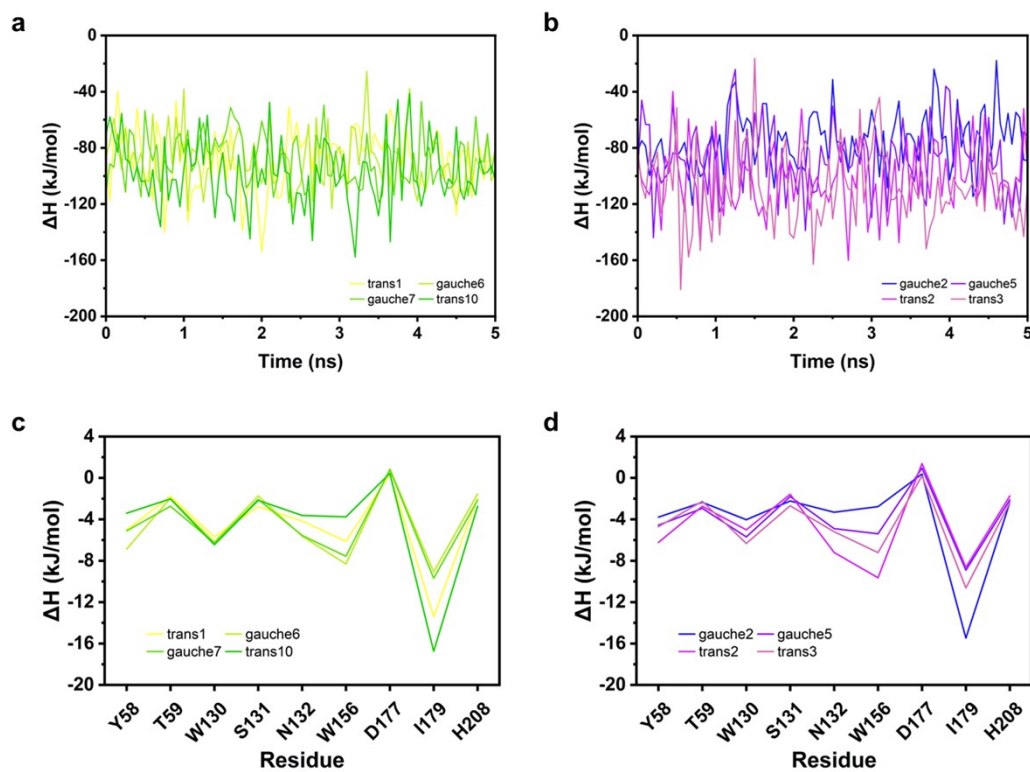 a
ΔH (kJ/mol)
0
-40
-80
-120
-160
-200
trans1 gauche6
gauche7 trans10
0 1 2 3 4 5
Time (ns)
b
ΔH (kJ/mol)
0
-40
-80
-120
-160
-200
gauche2 gauche5
trans2 trans3
0 1 2 3 4 5
Time (ns)
c
ΔH (kJ/mol)
4
0
-4
-8
-12
-16
-20
trans1 gauche6
gauche7 trans10
Y58 T59 W130 S131 N132 W156 D177 I179 H208
Residue
d
ΔH (kJ/mol)
4
0
-4
-8
-12
-16
-20
gauche2 gauche5
trans2 trans3
Y58 T59 W130 S131 N132 W156 D177 I179 H208
Residue